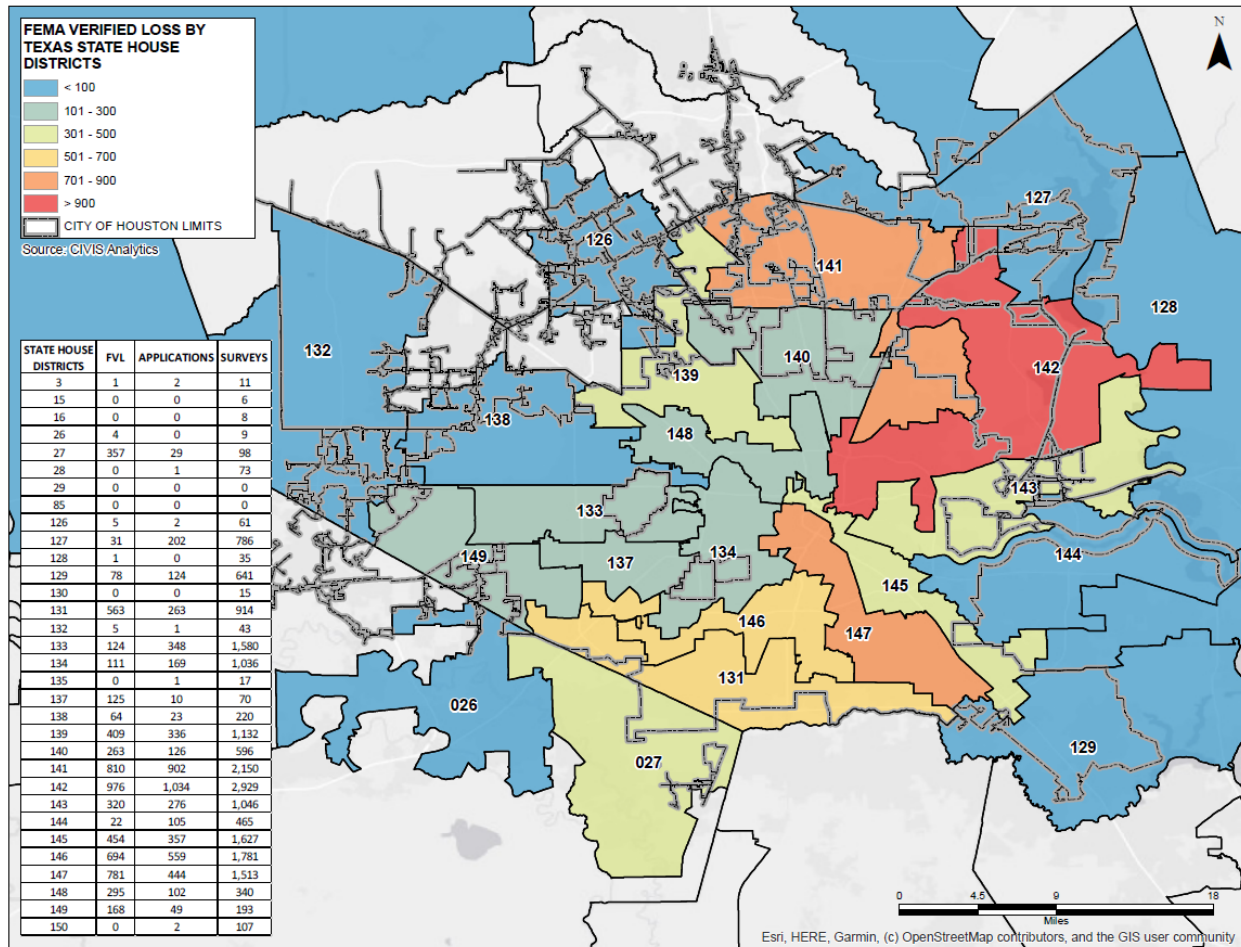 FEMA VERIFIED LOSS BY
TEXAS STATE HOUSE
DISTRICTS
< 100
101 - 300
301 - 500
501 - 700
701 - 900
> 900
CITY OF HOUSTON LIMITS
Source: CIVIS Analytics
N
STATE HOUSE DISTRICTS FVL APPLICATIONS SURVEYS
3 1 2 11
15 0 0 6
16 0 0 8
26 4 0 9
27 357 29 98
28 0 1 73
29 0 0 0
85 0 0 0
126 5 2 61
127 31 202 786
128 1 0 35
129 78 124 641
130 0 0 15
131 563 263 914
132 5 1 43
133 124 348 1,580
134 111 169 1,036
135 0 1 17
137 125 10 70
138 64 23 220
139 409 336 1,132
140 263 126 596
141 810 902 2,150
142 976 1,034 2,929
143 320 276 1,046
144 22 105 465
145 454 357 1,627
146 694 559 1,781
147 781 444 1,513
148 295 102 340
149 168 49 193
150 0 2 107
127
126
141
128
132
140
142
139
138
148
143
133
134
144
149
137
145
146
147
131
026
129
027
0 4.5 9 18
Miles
Esri, HERE, Garmin, (c) OpenStreetMap contributors, and the GIS user community